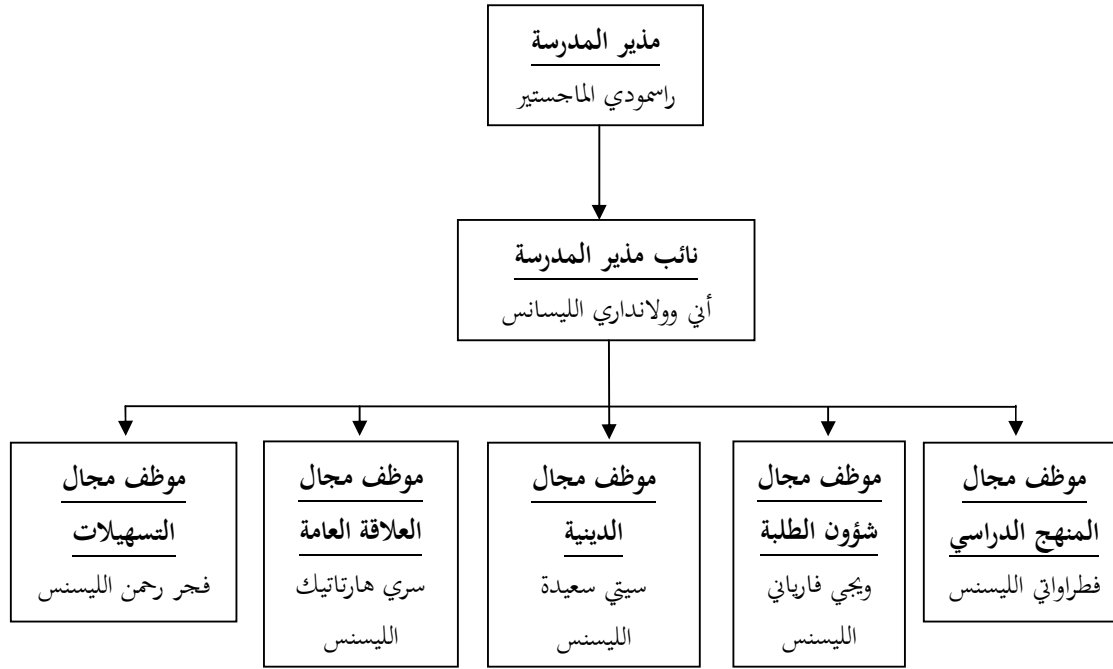 مذير المدرسة
راسمودي الماجستير
نائب مذير المدرسة
أني وولانداري الليسانس
موظف مجال
المنهج الدراسي
فطراواتي الليسنس
موظف مجال
شؤون الطلبة
ويجي فارياني
الليسنس
موظف مجال
الدينية
سيتي سعيدة
الليسنس
موظف مجال
العلاقة العامة
سري هارتاتيك
الليسنس
موظف مجال
التسهيلات
فجر رحمن الليسنس